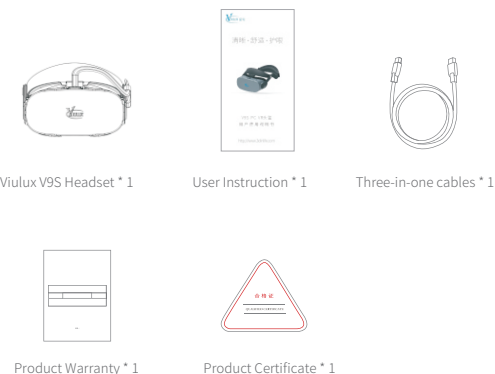 清晰·舒适·护眼
Viulux V9S Headset * 1
User Instruction * 1
Three-in-one cables * 1
合格证
Product Warranty * 1
Product Certificate * 1